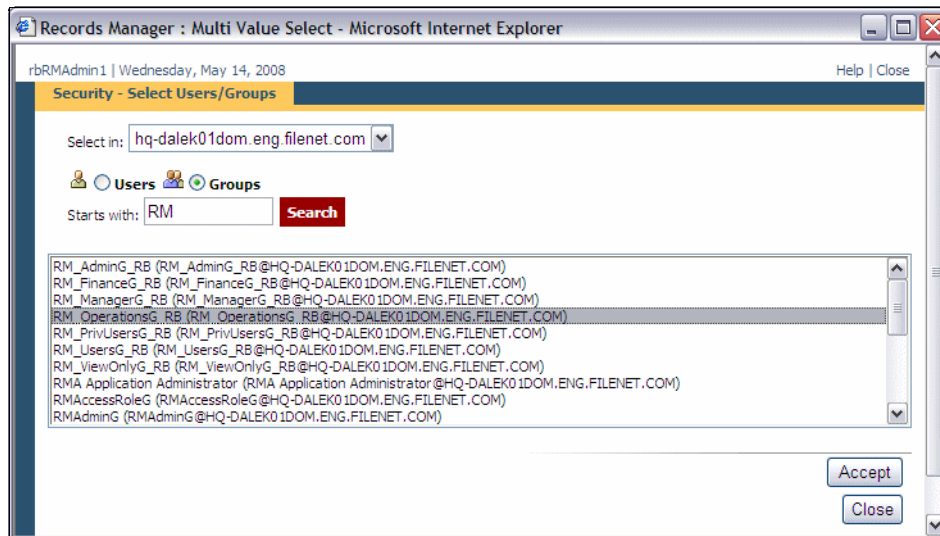 Records Manager : Multi Value Select - Microsoft Internet Explorer
rbRMAdmin1 | Wednesday, May 14, 2008 Help | Close
Security - Select Users/Groups
Select in: hq-dalek01dom.eng.filenet.com
Users Groups
Starts with: RM Search
RM_AdminG_RB (RM_AdminG_RB@HQ-DALEK01DOM.ENG.FILENET.COM)
RM_FinanceG_RB (RM_FinanceG_RB@HQ-DALEK01DOM.ENG.FILENET.COM)
RM_ManagerG_RB (RM_ManagerG_RB@HQ-DALEK01DOM.ENG.FILENET.COM)
RM_OperationsG_RB (RM_OperationsG_RB@HQ-DALEK01DOM.ENG.FILENET.COM)
RM_PrivUsersG_RB (RM_PrivUsersG_RB@HQ-DALEK01DOM.ENG.FILENET.COM)
RM_UsersG_RB (RM_UsersG_RB@HQ-DALEK01DOM.ENG.FILENET.COM)
RM_ViewOnlyG_RB (RM_ViewOnlyG_RB@HQ-DALEK01DOM.ENG.FILENET.COM)
RMA Application Administrator (RMA Application Administrator@HQ-DALEK01DOM.ENG.FILENET.COM)
RMAccessRoleG (RMAccessRoleG@HQ-DALEK01DOM.ENG.FILENET.COM)
RMAdminG (RMAdminG@HQ-DALEK01DOM.ENG.FILENET.COM)
Accept
Close